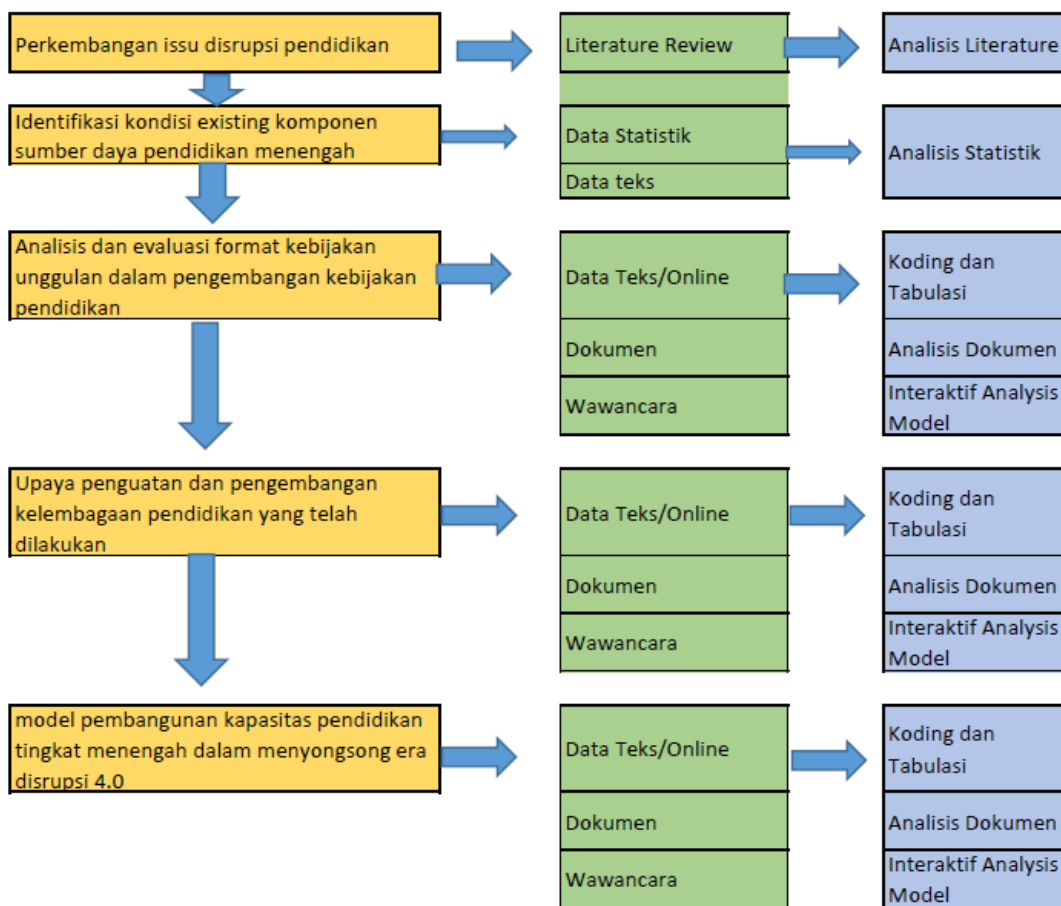 Perkembangan issu disrupsi pendidikan
Literature Review
Analisis Literature
Identifikasi kondisi existing komponen
sumber daya pendidikan menengah
Data Statistik
Data teks
Analisis Statistik
Analisis dan evaluasi format kebijakan
unggulan dalam pengembangan kebijakan
pendidikan
Data Teks/Online
Koding dan
Tabulasi
Dokumen
Analisis Dokumen
Wawancara
Interaktif Analysis
Model
Upaya penguatan dan pengembangan
kelembagaan pendidikan yang telah
dilakukan
Data Teks/Online
Koding dan
Tabulasi
Dokumen
Analisis Dokumen
Wawancara
Interaktif Analysis
Model
model pembangunan kapasitas pendidikan
tingkat menengah dalam menyongsong era
disrupsi 4.0
Data Teks/Online
Koding dan
Tabulasi
Dokumen
Analisis Dokumen
Wawancara
Interaktif Analysis
Model